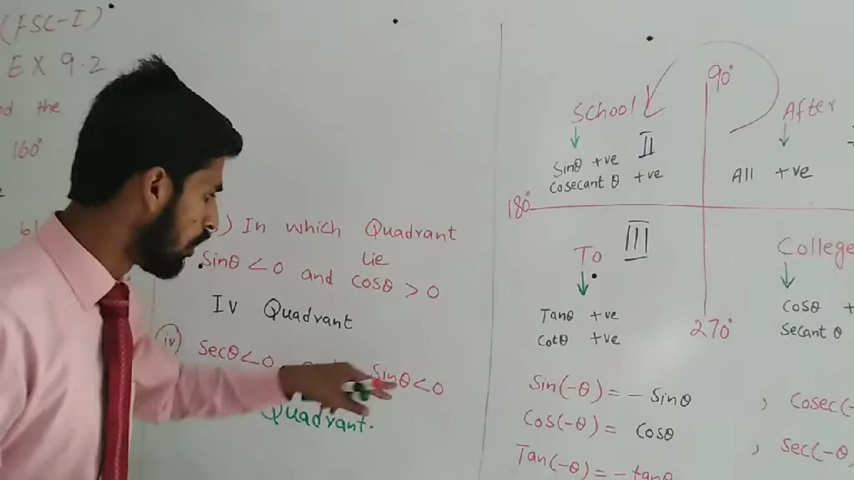 (FSC-I)
EX 9.2
the
160°
) In which Quadrant
lie
Sinθ <0 and cosθ > 0
IV Quadrant
(iv) Secθ<0 Sinθ<0
Quadrant.
90°
School
After
II
Sinθ +ve
cosecant θ +ve
All +ve
180°
III
To
College
Tanθ +ve
cotθ +ve
cosθ
Secant θ
270°
Sin(-θ) = - Sinθ , Cosec(-
Cos(-θ) = cosθ , Sec(-θ
Tan(-θ) = - tanθ